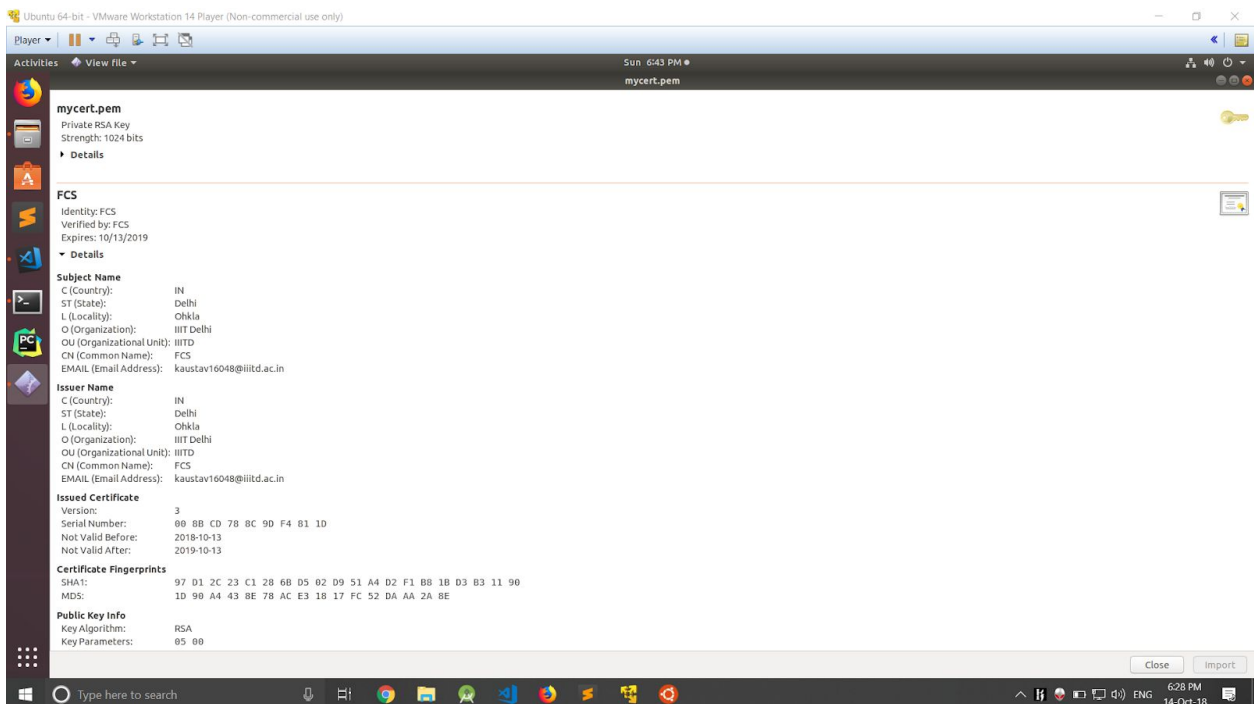 Ubuntu 64-bit - VMware Workstation 14 Player (Non-commercial use only)
Player
Activities View file Sun 6:43 PM
mycert.pem
mycert.pem
Private RSA Key
Strength: 1024 bits
Details
FCS
Identity: FCS
Verified by: FCS
Expires: 10/13/2019
Details
Subject Name
C (Country): IN
ST (State): Delhi
L (Locality): Ohkla
O (Organization): IIIT Delhi
OU (Organizational Unit): IIITD
CN (Common Name): FCS
EMAIL (Email Address): kaustav16048@iiitd.ac.in
Issuer Name
C (Country): IN
ST (State): Delhi
L (Locality): Ohkla
O (Organization): IIIT Delhi
OU (Organizational Unit): IIITD
CN (Common Name): FCS
EMAIL (Email Address): kaustav16048@iiitd.ac.in
Issued Certificate
Version: 3
Serial Number: 00 8B CD 78 8C 9D F4 81 1D
Not Valid Before: 2018-10-13
Not Valid After: 2019-10-13
Certificate Fingerprints
SHA1: 97 D1 2C 23 C1 28 6B D5 02 D9 51 A4 D2 F1 B8 1B D3 83 11 90
MD5: 1D 90 A4 43 8E 78 AC E3 18 17 FC 52 DA AA 2A 8E
Public Key Info
Key Algorithm: RSA
Key Parameters: 05 00
Close Import
Type here to search ENG 6:28 PM
14-Oct-18